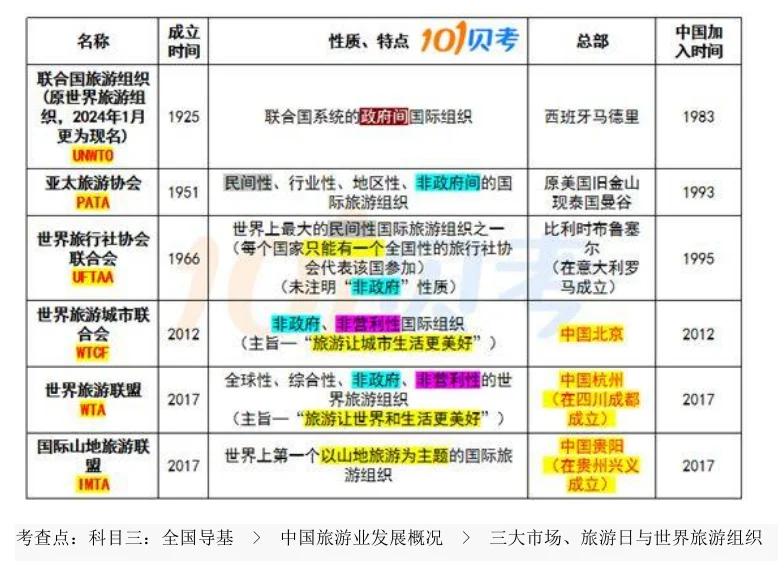 名称
成立
时间
性质、特点
101贝考
总部
中国加
入时间
联合国旅游组织
(原世界旅游组
织，2024年1月
更为现名)
UNWTO
1925
联合国系统的政府间国际组织
西班牙马德里
1983
亚太旅游协会
PATA
1951
民间性、行业性、地区性、非政府间的国
际旅游组织
原美国旧金山
现泰国曼谷
1993
世界旅行社协会
联合会
UFTAA
1966
世界上最大的民间性国际旅游组织之一
（每个国家只能有一个全国性的旅行社协
会代表该国参加）
（未注明“非政府”性质）
比利时布鲁塞
尔
（在意大利罗
马成立）
1995
世界旅游城市联
合会
WTCF
2012
非政府、非营利性国际组织
（主旨—“旅游让城市生活更美好”）
中国北京
2012
世界旅游联盟
WTA
2017
全球性、综合性、非政府、非营利性的世
界旅游组织
（主旨—“旅游让世界和生活更美好”）
中国杭州
（在四川成都
成立）
2017
国际山地旅游联
盟
IMTA
2017
世界上第一个以山地旅游为主题的国际旅
游组织
中国贵阳
（在贵州兴义
成立）
2017
101贝考
考查点：科目三：全国导基 > 中国旅游业发展概况 > 三大市场、旅游日与世界旅游组织